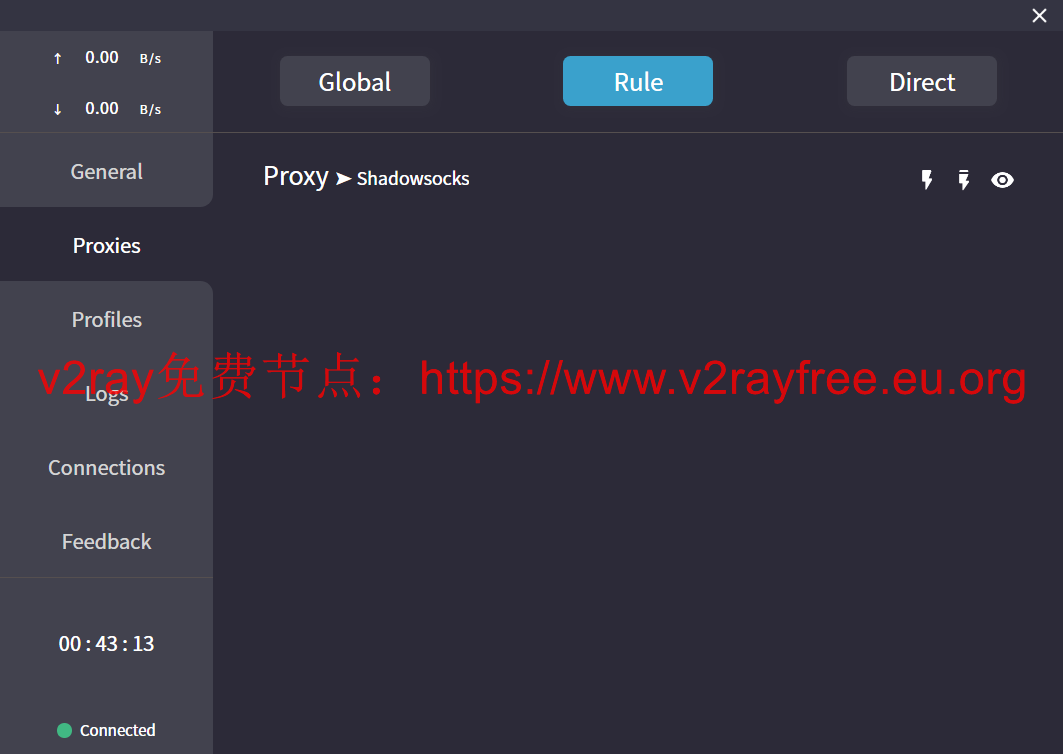 ↑ 0.00 B/s
↓ 0.00 B/s
Global Rule Direct
General
Proxies
Profiles
Logs
Connections
Feedback
00 : 43 : 13
Connected
Proxy ➤ Shadowsocks
v2ray免费节点：https://www.v2rayfree.eu.org